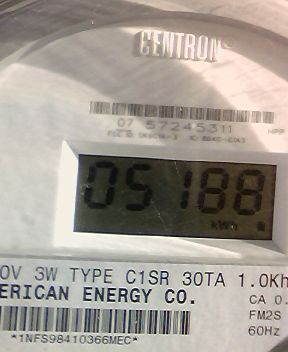 CENTRON®
07 57245311
05188
kWh
0V 3W TYPE C1SR 30TA 1.0Kh
ERICAN ENERGY CO.
CA 0.
FM2S
60Hz
*1NFS98410366MEC*